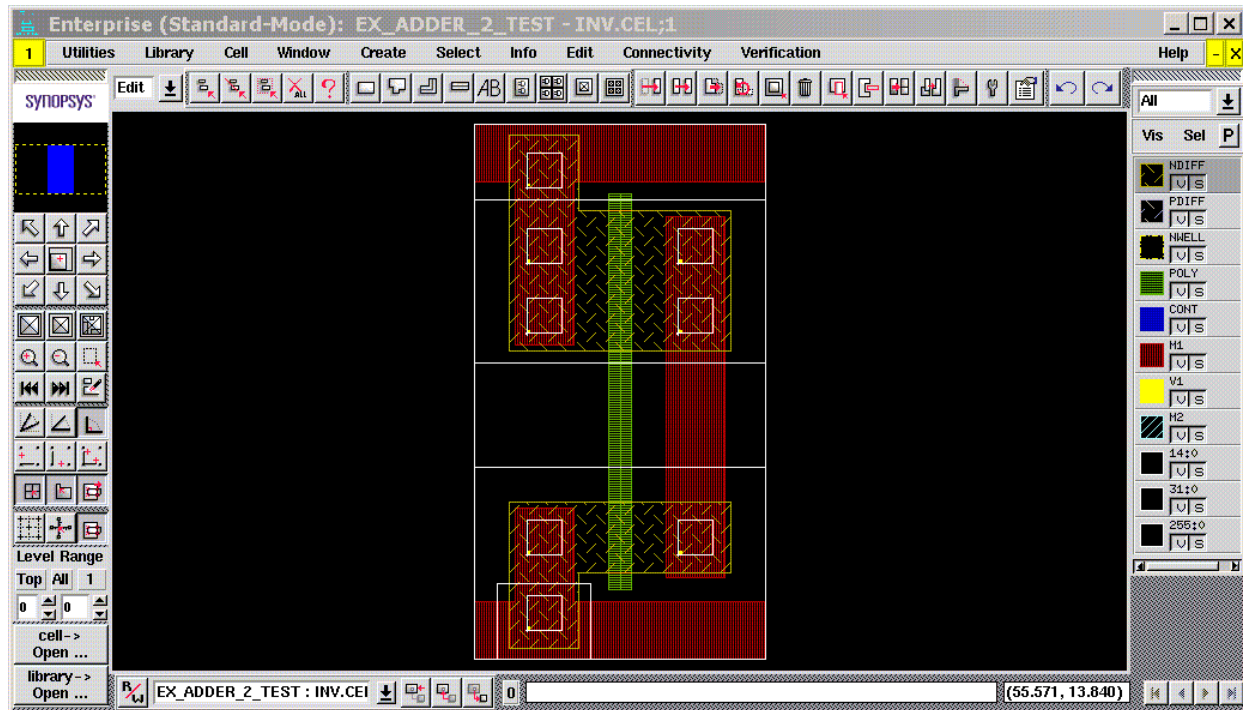 Enterprise (Standard-Mode): EX_ADDER_2_TEST - INV.CEL;1
1 Utilities Library Cell Window Create Select Info Edit Connectivity Verification Help
SYNOPSYS®
Edit
ALL
?
AB
All
Vis Sel P
NDIFF
V S
PDIFF
V S
NWELL
V S
POLY
V S
CONT
V S
M1
V S
V1
V S
M2
V S
14:0
V S
31:0
V S
255:0
V S
Level Range
Top All 1
0 0
cell->
Open ...
library->
Open ...
R/W EX_ADDER_2_TEST : INV.CEl 0 (55.571, 13.840)